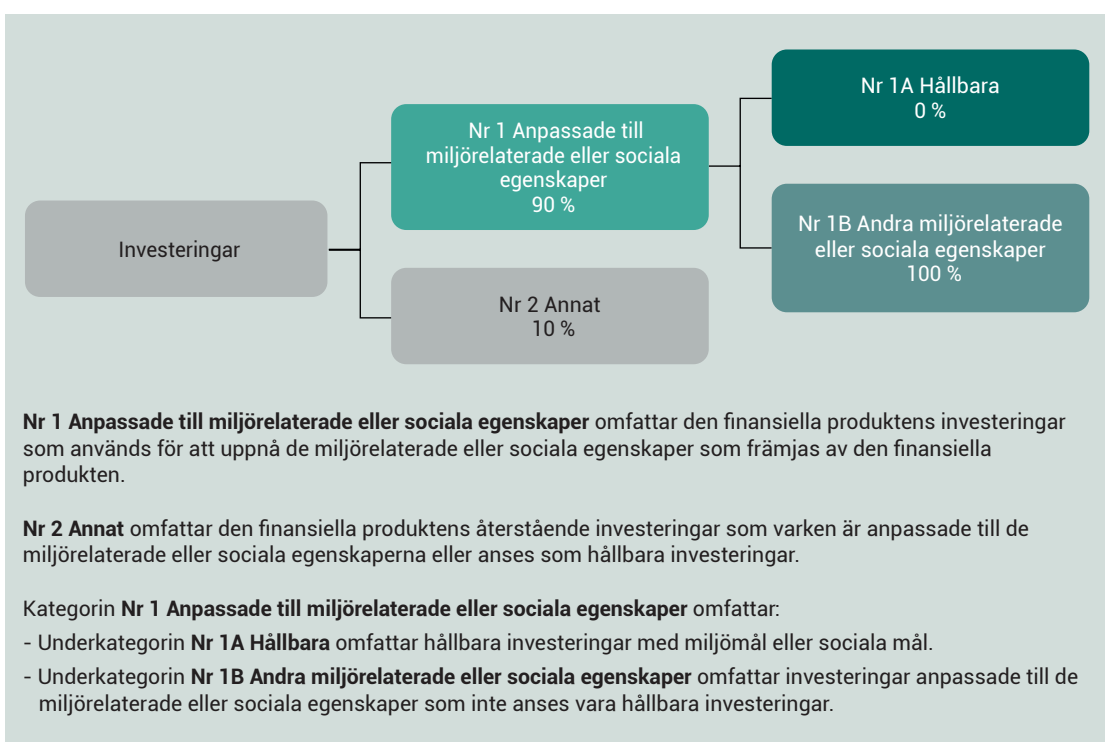 Investeringar
Nr 1 Anpassade till
miljörelaterade eller sociala
egenskaper
90 %
Nr 2 Annat
10 %
Nr 1A Hållbara
0 %
Nr 1B Andra miljörelaterade
eller sociala egenskaper
100 %
Nr 1 Anpassade till miljörelaterade eller sociala egenskaper omfattar den finansiella produktens investeringar
som används för att uppnå de miljörelaterade eller sociala egenskaper som främjas av den finansiella
produkten.
Nr 2 Annat omfattar den finansiella produktens återstående investeringar som varken är anpassade till de
miljörelaterade eller sociala egenskaperna eller anses som hållbara investeringar.
Kategorin Nr 1 Anpassade till miljörelaterade eller sociala egenskaper omfattar:
- Underkategorin Nr 1A Hållbara omfattar hållbara investeringar med miljömål eller sociala mål.
- Underkategorin Nr 1B Andra miljörelaterade eller sociala egenskaper omfattar investeringar anpassade till de
miljörelaterade eller sociala egenskaper som inte anses vara hållbara investeringar.